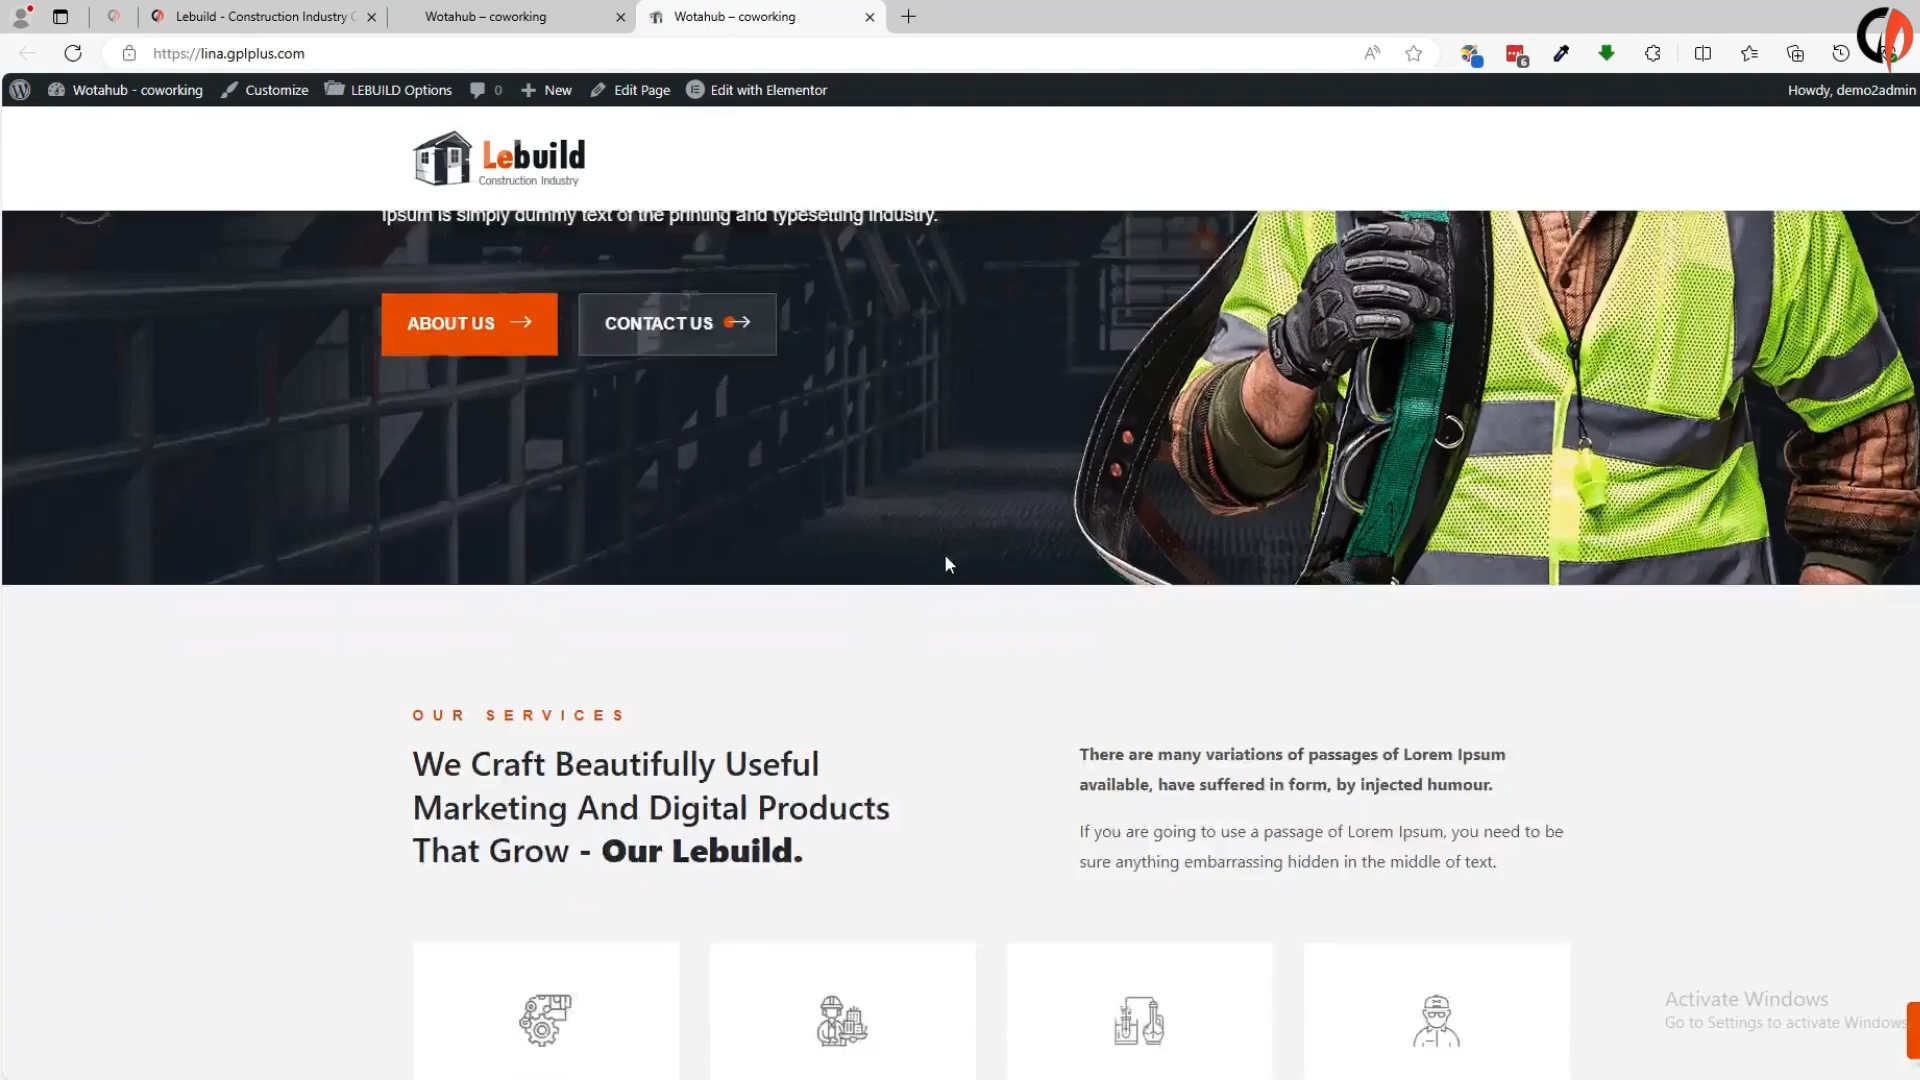 Lebuild - Construction Industry C
Wotahub – coworking
Wotahub – coworking
https://lina.gplplus.com
6
Wotahub - coworking
Customize
LEBUILD Options
0
New
Edit Page
Edit with Elementor
Howdy, demo2admin
Lebuild
Construction Industry
Ipsum is simply dummy text of the printing and typesetting industry.
ABOUT US
CONTACT US
OUR SERVICES
We Craft Beautifully Useful
Marketing And Digital Products
That Grow - Our Lebuild.
There are many variations of passages of Lorem Ipsum
available, have suffered in form, by injected humour.
If you are going to use a passage of Lorem Ipsum, you need to be
sure anything embarrassing hidden in the middle of text.
Activate Windows
Go to Settings to activate Windows.